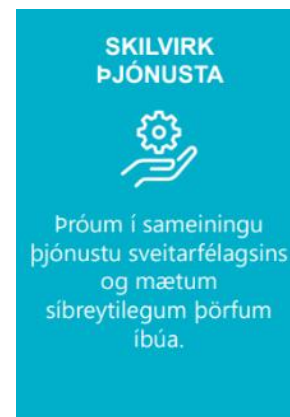 SKILVIRK
ÞJÓNUSTA
Þróum í sameiningu
þjónustu sveitarfélagsins
og mætum
síbreytilegum þörfum
íbúa.